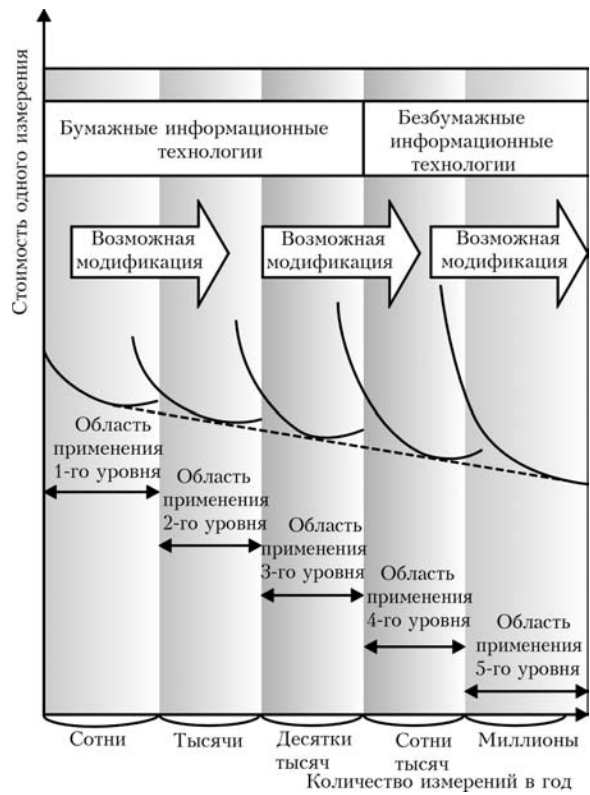 Стоимость одного измерения
Бумажные информационные
технологии
Безбумажные
информационные
технологии
Возможная
модификация
Возможная
модификация
Возможная
модификация
Область
применения
1-го уровня
Область
применения
2-го уровня
Область
применения
3-го уровня
Область
применения
4-го уровня
Область
применения
5-го уровня
Сотни
Тысячи
Десятки
тысяч
Сотни
тысяч
Миллионы
Количество измерений в год